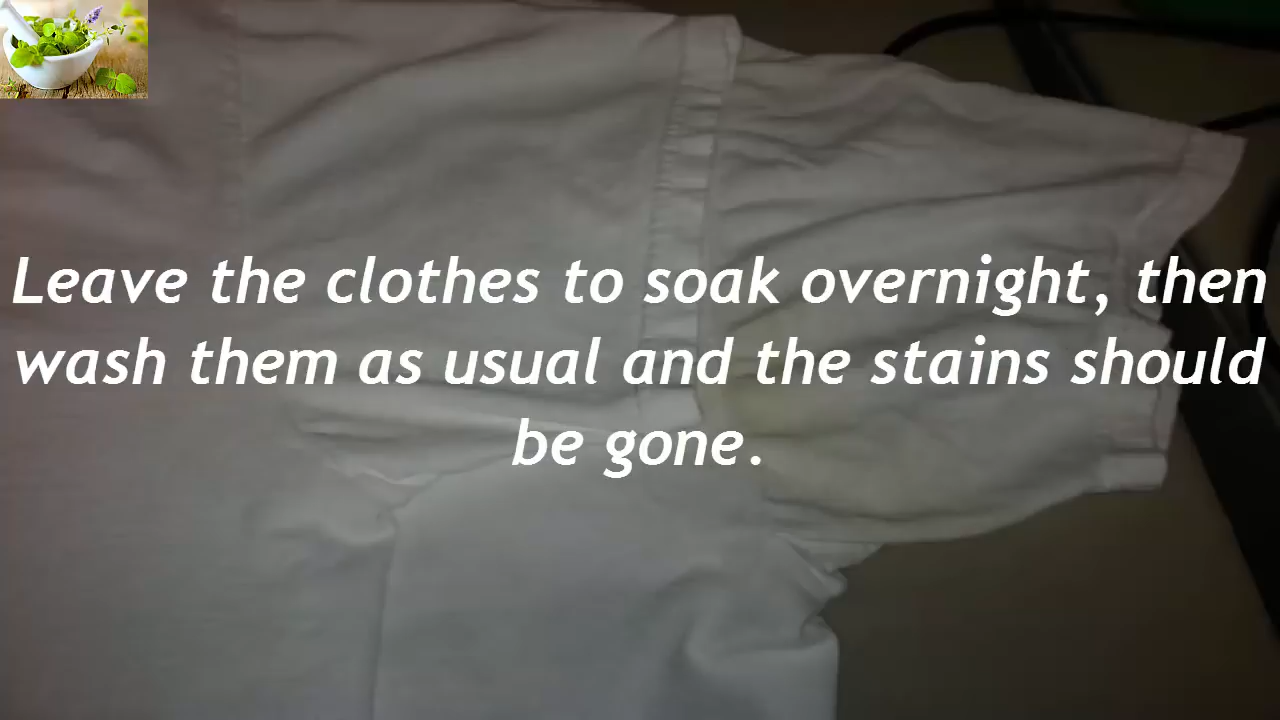 Leave the clothes to soak overnight, then
wash them as usual and the stains should
be gone.